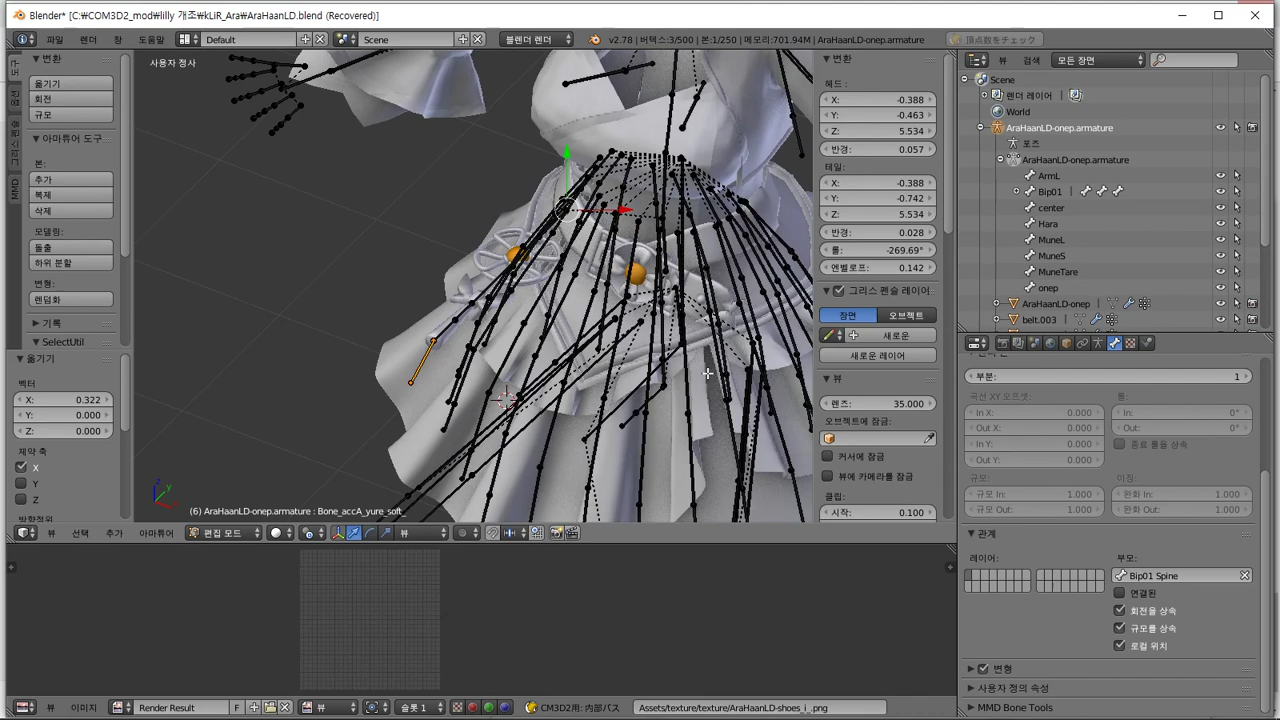 Blender* [C:₩COM3D2_mod₩lilly 개조₩kLiR_Ara₩AraHaanLD.blend (Recovered)]
파일 렌더 창 도움말 Default Scene 블렌더 렌더 v2.78 | 버텍스:3/500 | 본:1/250 | 메모리:701.94M | AraHaanLD-onep.armature 頂点数をチェック
사용자 정사
변환
옮기기
회전
규모
아마튜어 도구
본:
추가
복제
삭제
모델링:
돌출
하위 분할
변형:
렌덤화
기록
SelectUtil
MMD
옮기기
벡터
X: 0.322
Y: 0.000
Z: 0.000
제약 축
X
Y
Z
(6) AraHaanLD-onep.armature : Bone_accA_yure_soft_
변환
헤드:
X: -0.388
Y: -0.463
Z: 5.534
반경: 0.057
테일:
X: -0.388
Y: -0.742
Z: 5.534
반경: 0.028
롤: -269.69°
엔벨로프: 0.142
그리스 펜슬 레이어
장면 오브젝트
새로운
새로운 레이어
뷰
렌즈: 35.000
오브젝트에 잠금:
커서에 잠금
뷰에 카메라를 잠금
클립:
시작: 0.100
뷰 선택 추가 아마튜어 편집 모드 뷰
뷰 이미지 Render Result F 뷰 슬롯 1 CM3D2用: 内部パス Assets/texture/texture/AraHaanLD-shoes_i_.png
뷰 검색 모든 장면
Scene
렌더 레이어
World
AraHaanLD-onep.armature
포즈
AraHaanLD-onep.armature
ArmL
Bip01
center
Hara
MuneL
MuneS
MuneTare
onep
AraHaanLD-onep
belt.003
부분: 1
곡선 XY 오프셋: 롤:
In X: 0.000 In: 0°
Out X: 0.000 Out: 0°
In Y: 0.000 종료 롤을 상속
Out Y: 0.000
규모: 이징:
규모 In: 1.000 완화 In: 1.000
규모 Out: 1.000 완화 Out: 1.000
관계
레이어: 부모:
Bip01 Spine
연결된
회전을 상속
규모를 상속
로컬 위치
변형
사용자 정의 속성
MMD Bone Tools